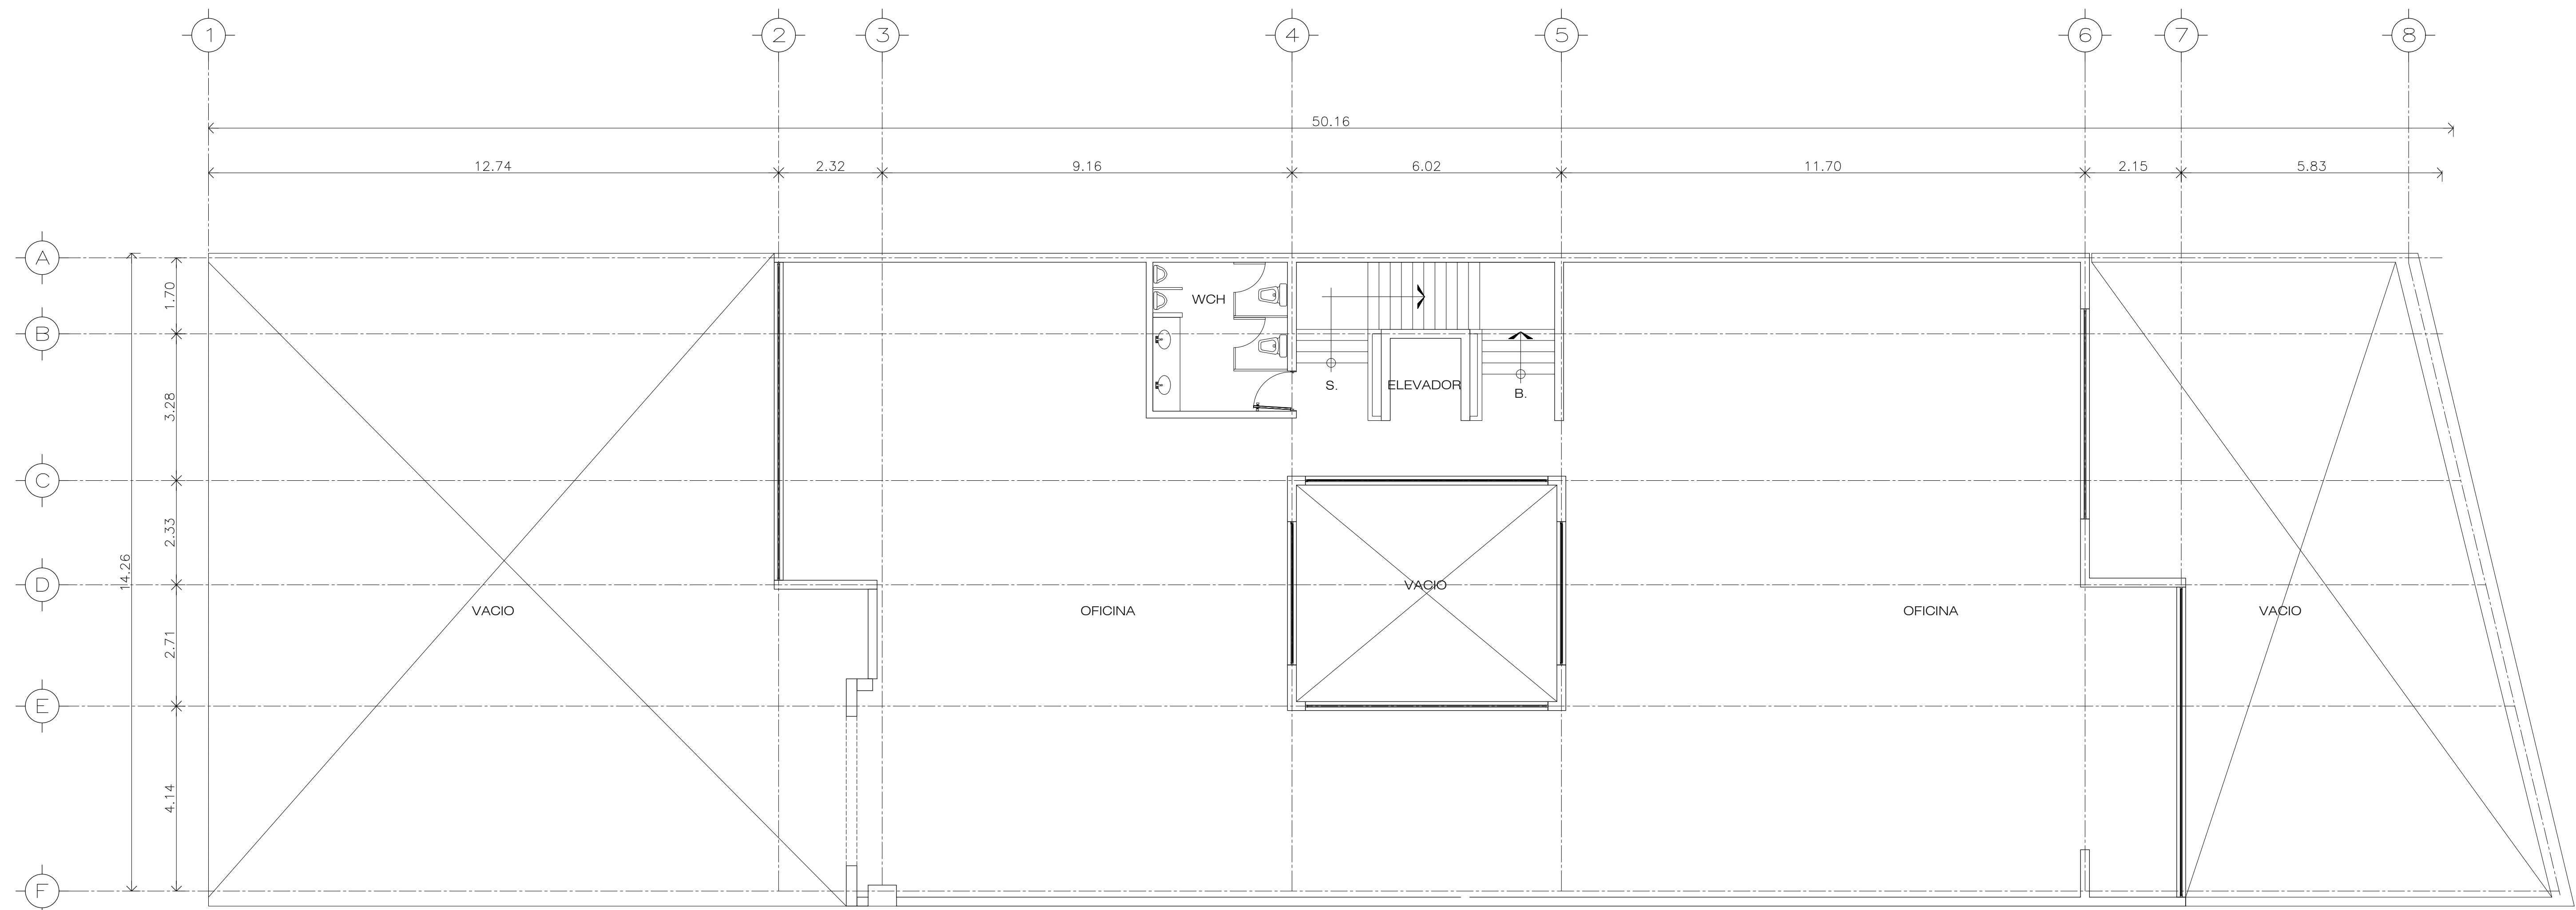 1 2 3 4 5 6 7 8
50.16
12.74 2.32 9.16 6.02 11.70 2.15 5.83
A
1.70
WCH
B
3.28
S. ELEVADOR B.
C
2.33
14.26
D
VACIO
VACIO OFICINA OFICINA VACIO
2.71
E
4.14
F